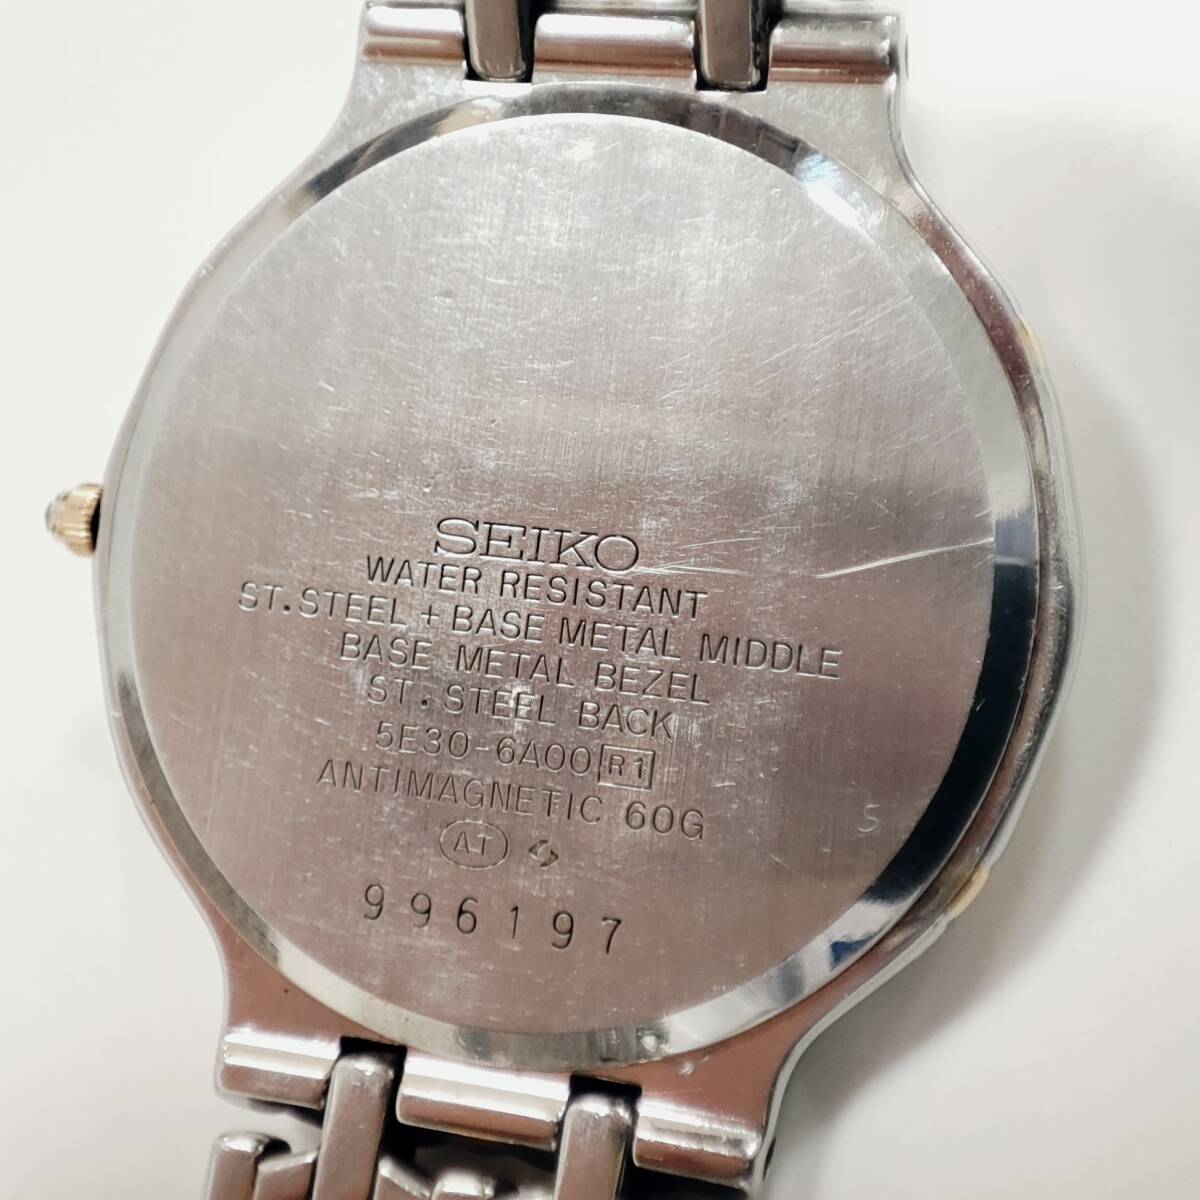 SEIKO
WATER RESISTANT
ST.STEEL + BASE METAL MIDDLE
BASE METAL BEZEL
ST.STEEL BACK
5E30-6A00 R1
ANTIMAGNETIC 60G
AT
996197
S